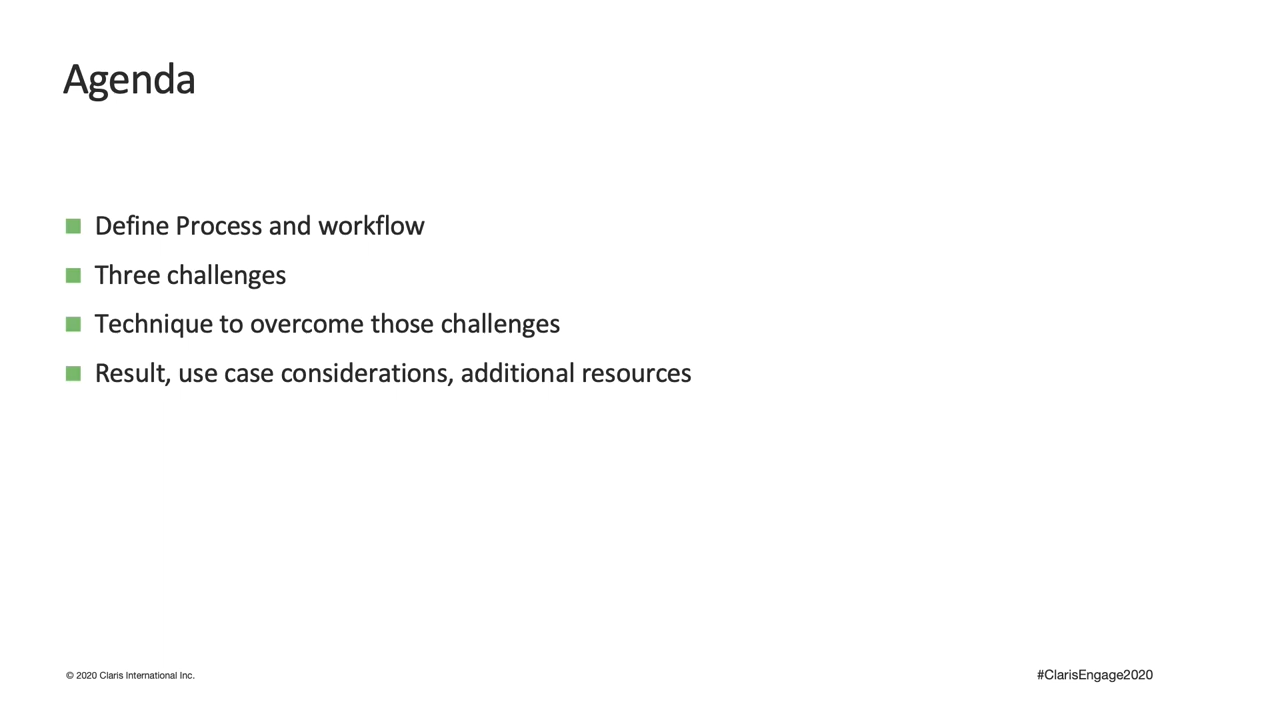 Agenda
Define Process and workflow
Three challenges
Technique to overcome those challenges
Result, use case considerations, additional resources
© 2020 Claris International Inc.
#ClarisEngage2020